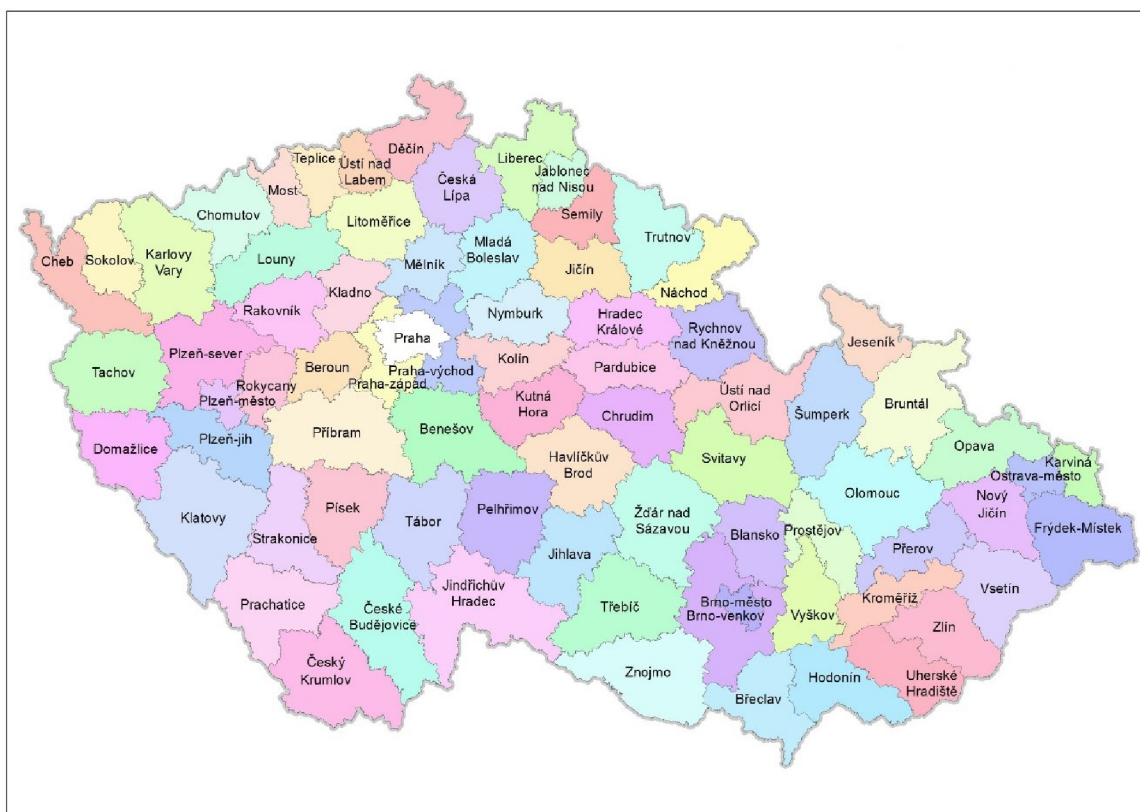 Děčín
Teplice
Ústí nad
Labem
Liberec
Jablonec
nad Nisou
Most
Česká
Lípa
Chomutov
Litoměřice
Semily
Trutnov
Cheb
Sokolov
Karlovy
Vary
Louny
Mělník
Mladá
Boleslav
Jičín
Kladno
Náchod
Rakovník
Nymburk
Hradec
Králové
Rychnov
nad Kněžnou
Praha
Jeseník
Plzeň-sever
Tachov
Beroun
Praha-východ
Praha-západ
Kolín
Pardubice
Rokycany
Plzeň-město
Kutná
Hora
Chrudim
Ústí nad
Orlicí
Šumperk
Bruntál
Domažlice
Plzeň-jih
Příbram
Benešov
Havlíčkův
Brod
Svitavy
Opava
Karviná
Ostrava-město
Olomouc
Nový
Jičín
Klatovy
Strakonice
Písek
Tábor
Pelhřimov
Žďár nad
Sázavou
Blansko
Prostějov
Přerov
Frýdek-Místek
Jihlava
Jindřichův
Hradec
Prachatice
České
Budějovice
Třebíč
Brno-město
Brno-venkov
Vyškov
Kroměříž
Vsetín
Zlín
Český
Krumlov
Znojmo
Břeclav
Hodonín
Uherské
Hradiště